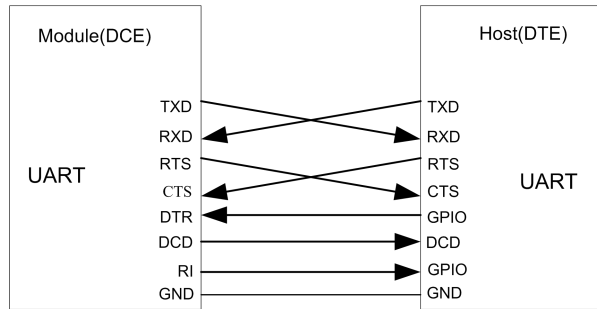 Module(DCE)
Host(DTE)
TXD
TXD
RXD
RXD
RTS
RTS
UART
UART
CTS
CTS
DTR
GPIO
DCD
DCD
RI
GPIO
GND
GND